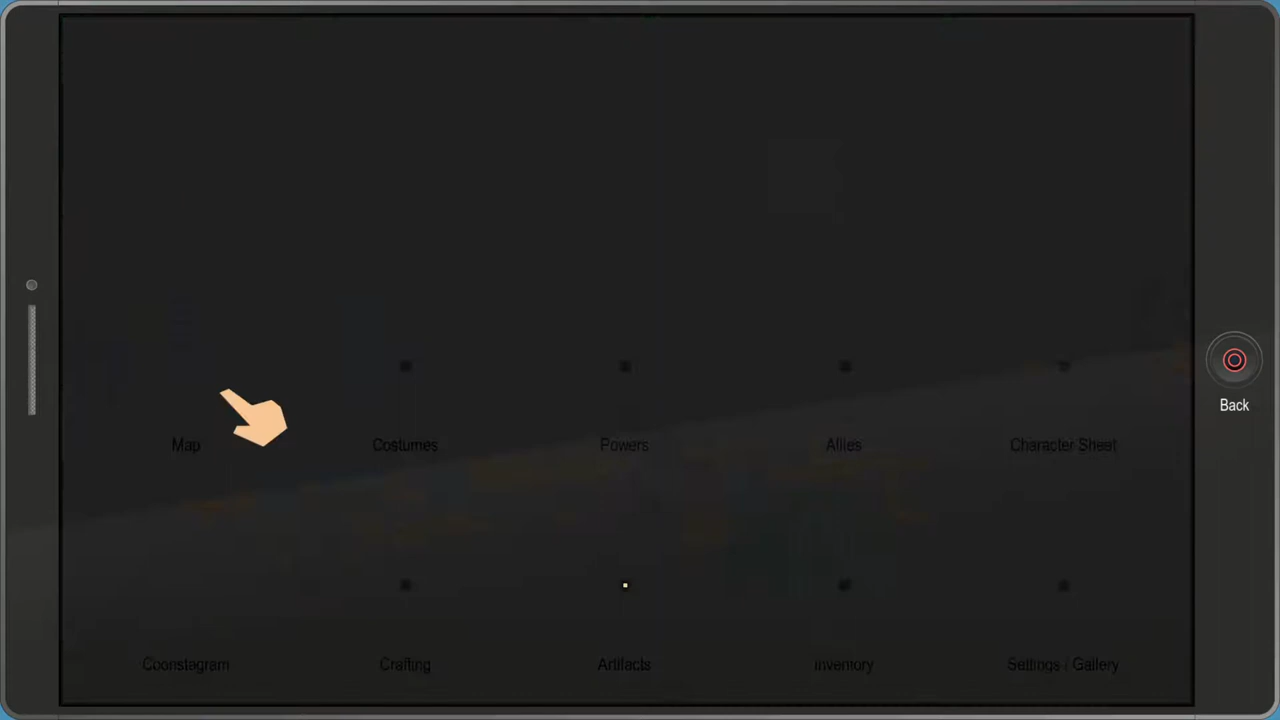 Back
Map
Costumes
Powers
Allies
Character Sheet
Coonstagram
Crafting
Artifacts
Inventory
Settings / Gallery